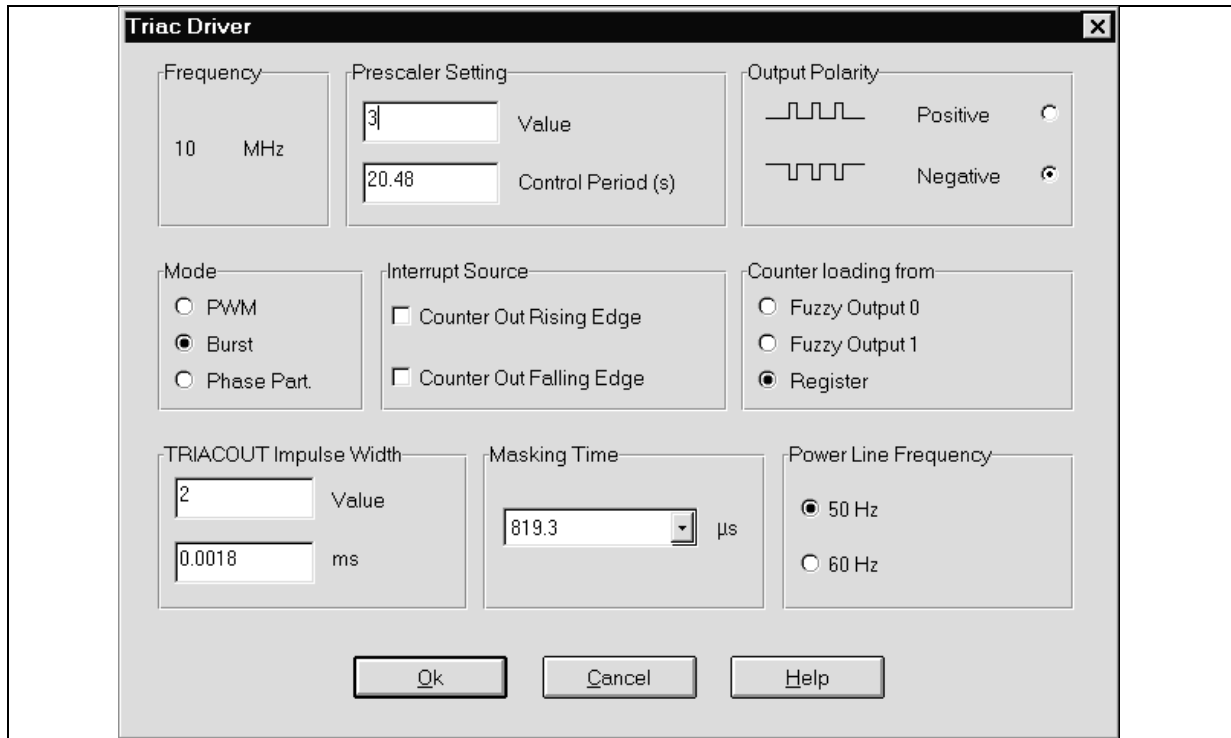 Triac Driver
Frequency
10 MHz
Prescaler Setting
3 Value
20.48 Control Period (s)
Output Polarity
Positive
Negative
Mode
PWM
Burst
Phase Part.
Interrupt Source
Counter Out Rising Edge
Counter Out Falling Edge
Counter loading from
Fuzzy Output 0
Fuzzy Output 1
Register
TRIACOUT Impulse Width
2 Value
0.0018 ms
Masking Time
819.3 µs
Power Line Frequency
50 Hz
60 Hz
Ok Cancel Help